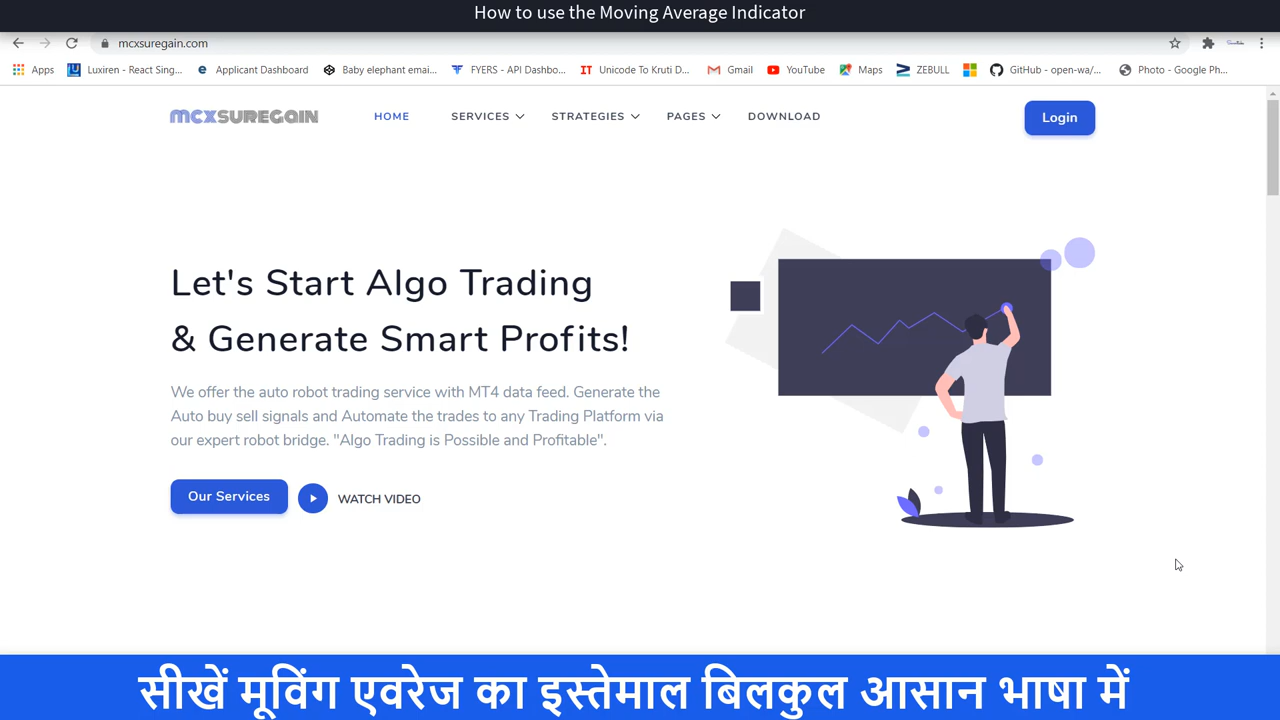 How to use the Moving Average Indicator
mcxsuregain.com
Apps Luxiren - React Sing... Applicant Dashboard Baby elephant emai... FYERS - API Dashbo... Unicode To Kruti D... Gmail YouTube Maps ZEBULL GitHub - open-wa/... Photo - Google Ph...
MCXSUREGAIN HOME SERVICES STRATEGIES PAGES DOWNLOAD Login
Let's Start Algo Trading
& Generate Smart Profits!
We offer the auto robot trading service with MT4 data feed. Generate the
Auto buy sell signals and Automate the trades to any Trading Platform via
our expert robot bridge. "Algo Trading is Possible and Profitable".
Our Services WATCH VIDEO
सीखें मूविंग एवरेज का इस्तेमाल बिलकुल आसान भाषा में